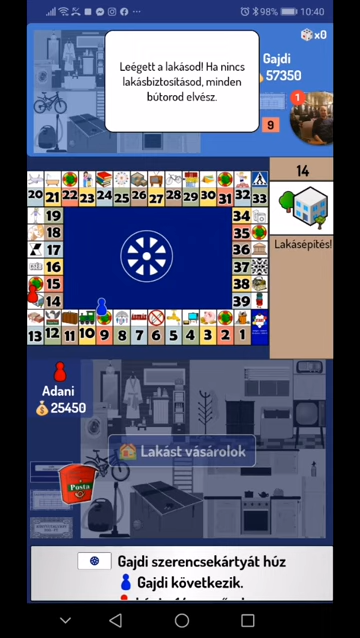 98% 10:40
Leégett a lakásod! Ha nincs
lakásbiztosításod, minden
bútorod elvész.
x0
Gajdi
57350
1
9
14
Lakásépítés!
20 21 22 23 24 25 26 27 28 29 30 31 32 33
19 34
18 35
17 36
16 37
15 38
14 39
13 12 11 10 9 8 7 6 5 4 3 2 1
Adani
25450
Lakást vásárolok
Posta
Gajdi szerencsekártyát húz
Gajdi következik.